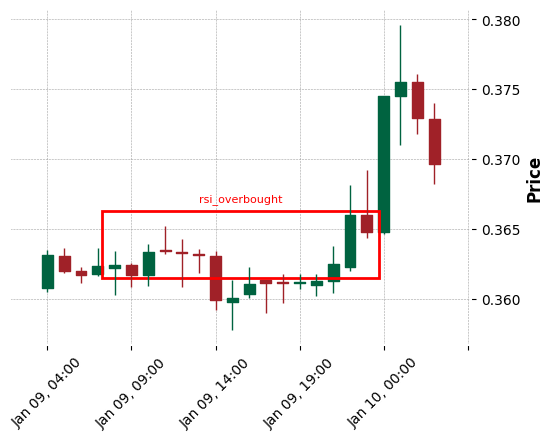 0.380
0.375
0.370
0.365
0.360
Price
rsi_overbought
Jan 09, 04:00
Jan 09, 09:00
Jan 09, 14:00
Jan 09, 19:00
Jan 10, 00:00